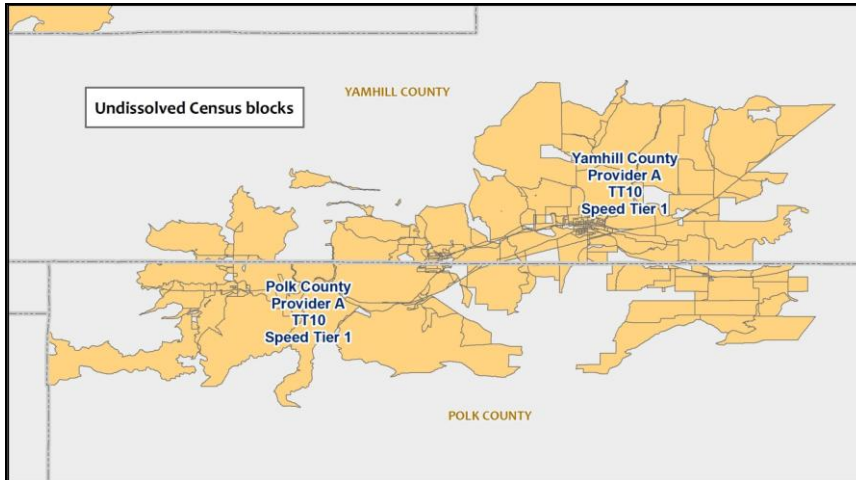 YAMHILL COUNTY
Undissolved Census blocks
Yamhill County
Provider A
TT10
Speed Tier 1
Polk County
Provider A
TT10
Speed Tier 1
POLK COUNTY